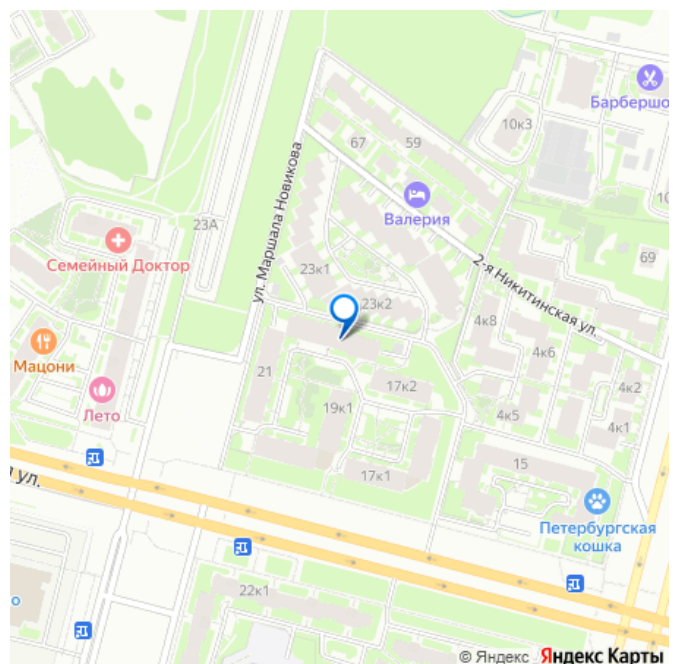 Барбершо
10к3
10
67
59
ул. Маршала Новикова
Валерия
23А
Семейный Доктор
69
2-я Никитинская ул.
23к1
23к2
4к8
4к6
Мацони
21
17к2
4к2
Лето
19к1
4к5
4к1
15
17к1
я ул.
Петербургская
кошка
22к1
о
© Яндекс Яндекс Карты